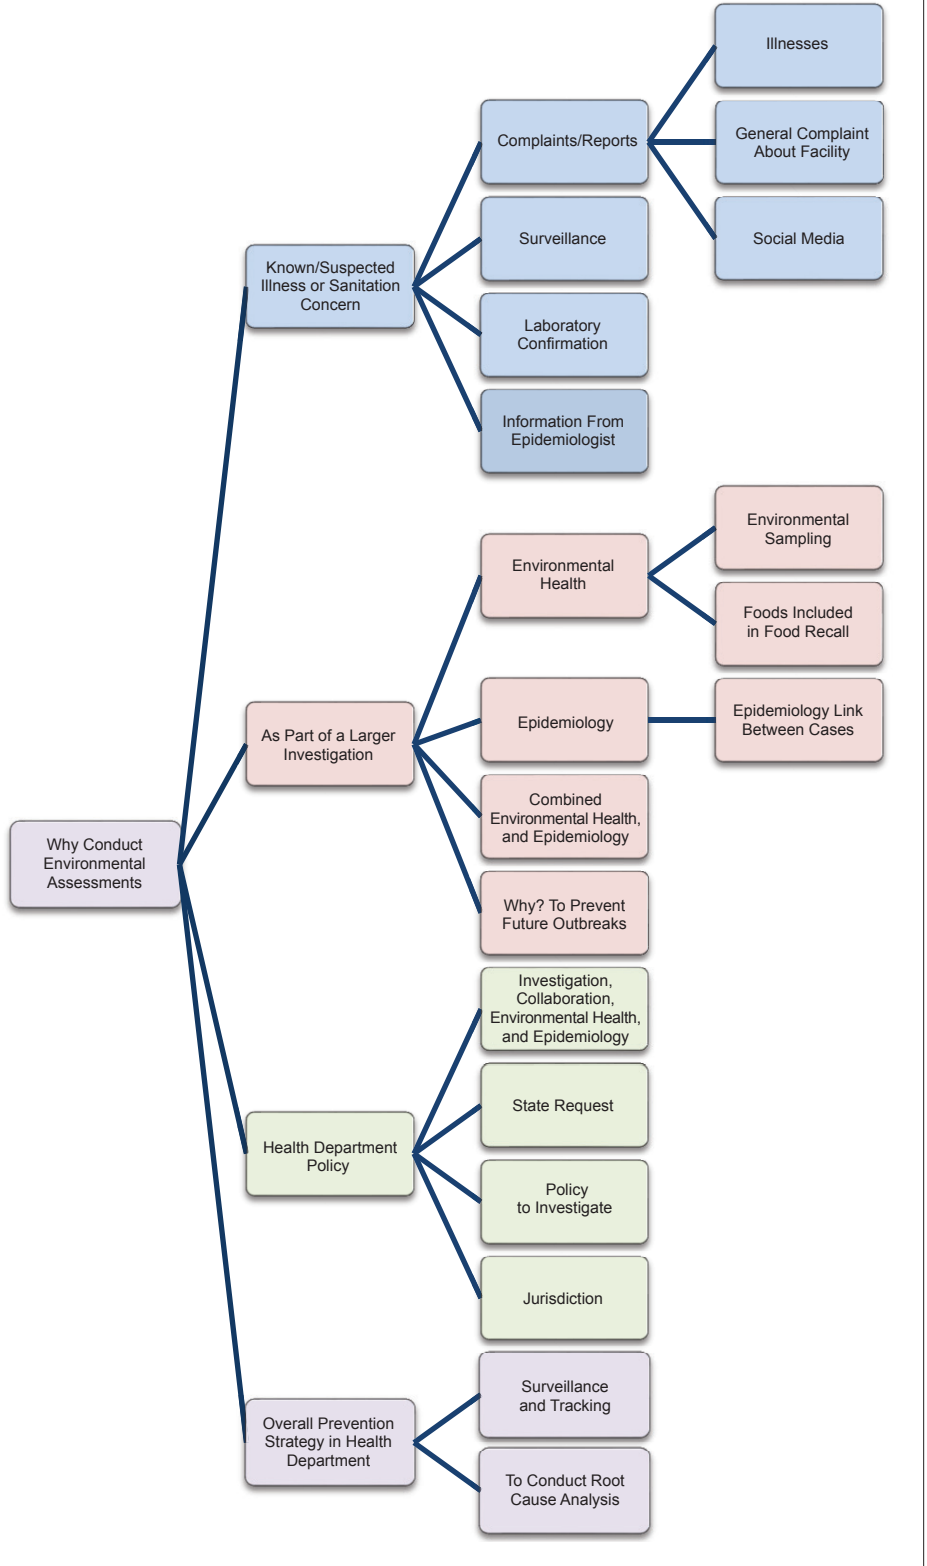 Illnesses
Complaints/Reports
General Complaint
About Facility
Social Media
Surveillance
Known/Suspected
Illness or Sanitation
Concern
Laboratory
Confirmation
Information From
Epidemiologist
Environmental
Sampling
Environmental
Health
Foods Included
in Food Recall
Epidemiology
Epidemiology Link
Between Cases
As Part of a Larger
Investigation
Combined
Environmental Health,
and Epidemiology
Why? To Prevent
Future Outbreaks
Why Conduct
Environmental
Assessments
Investigation,
Collaboration,
Environmental Health,
and Epidemiology
State Request
Health Department
Policy
Policy
to Investigate
Jurisdiction
Surveillance
and Tracking
Overall Prevention
Strategy in Health
Department
To Conduct Root
Cause Analysis